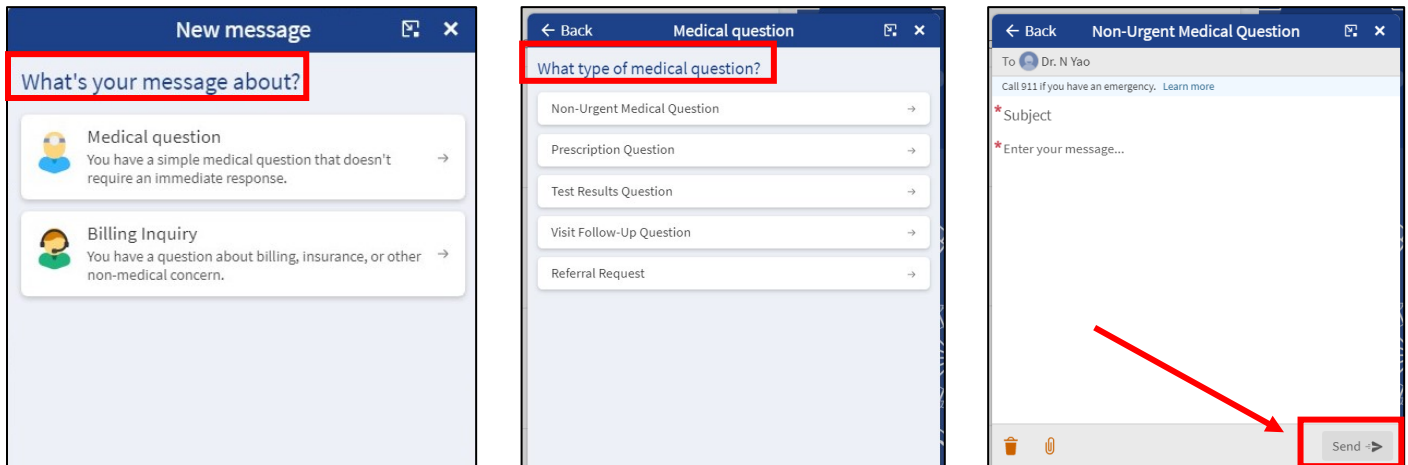 New message
What's your message about?
Medical question
You have a simple medical question that doesn't
require an immediate response.
Billing Inquiry
You have a question about billing, insurance, or other
non-medical concern.
← Back Medical question
What type of medical question?
Non-Urgent Medical Question
Prescription Question
Test Results Question
Visit Follow-Up Question
Referral Request
← Back Non-Urgent Medical Question
To Dr. N Yao
Call 911 if you have an emergency. Learn more
*Subject
*Enter your message...
Send